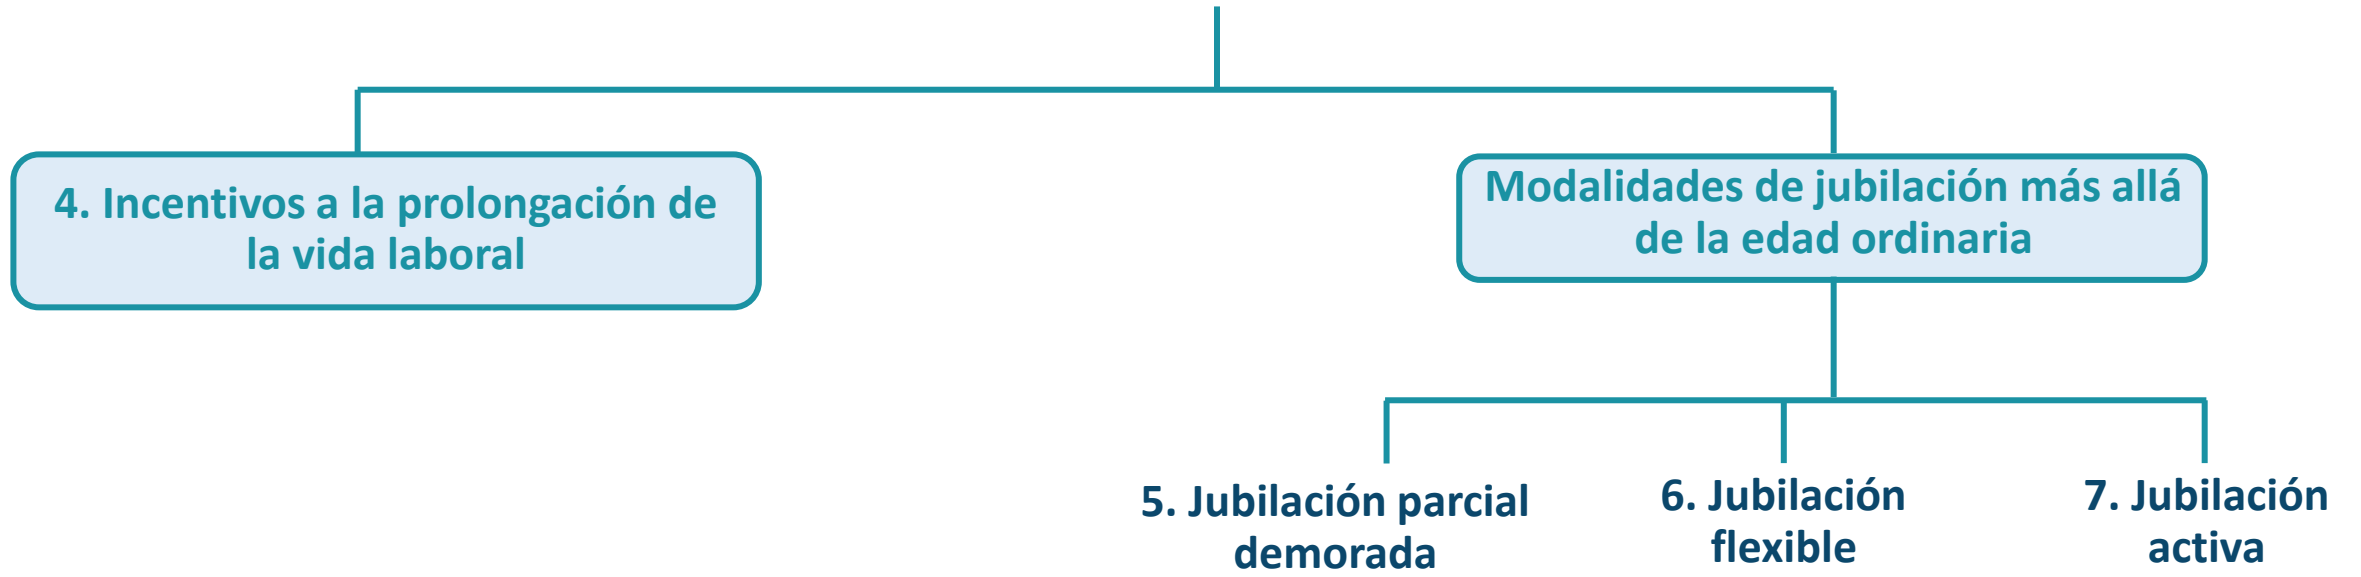 4. Incentivos a la prolongación de
la vida laboral
Modalidades de jubilación más allá
de la edad ordinaria
5. Jubilación parcial
demorada
6. Jubilación
flexible
7. Jubilación
activa